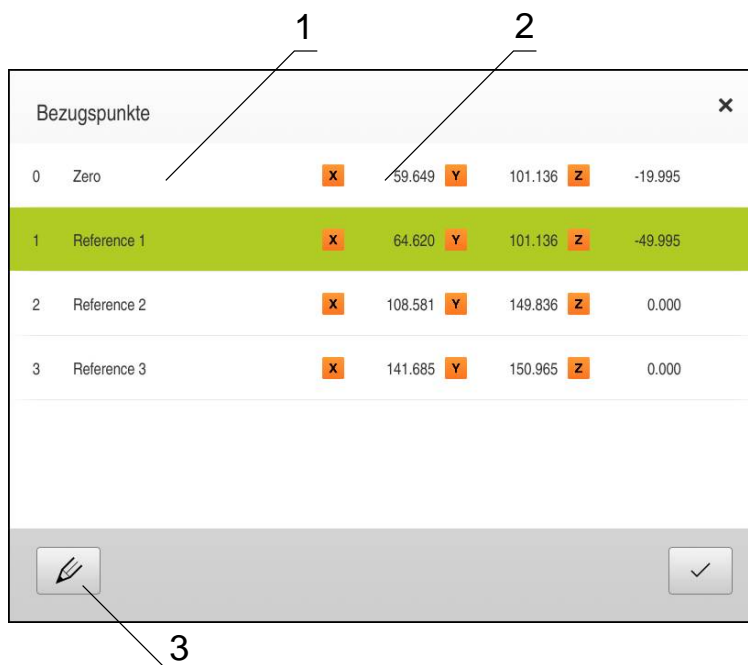 1 2
Bezugspunkte ×
0 Zero X 59.649 Y 101.136 Z -19.995
1 Reference 1 X 64.620 Y 101.136 Z -49.995
2 Reference 2 X 108.581 Y 149.836 Z 0.000
3 Reference 3 X 141.685 Y 150.965 Z 0.000
3